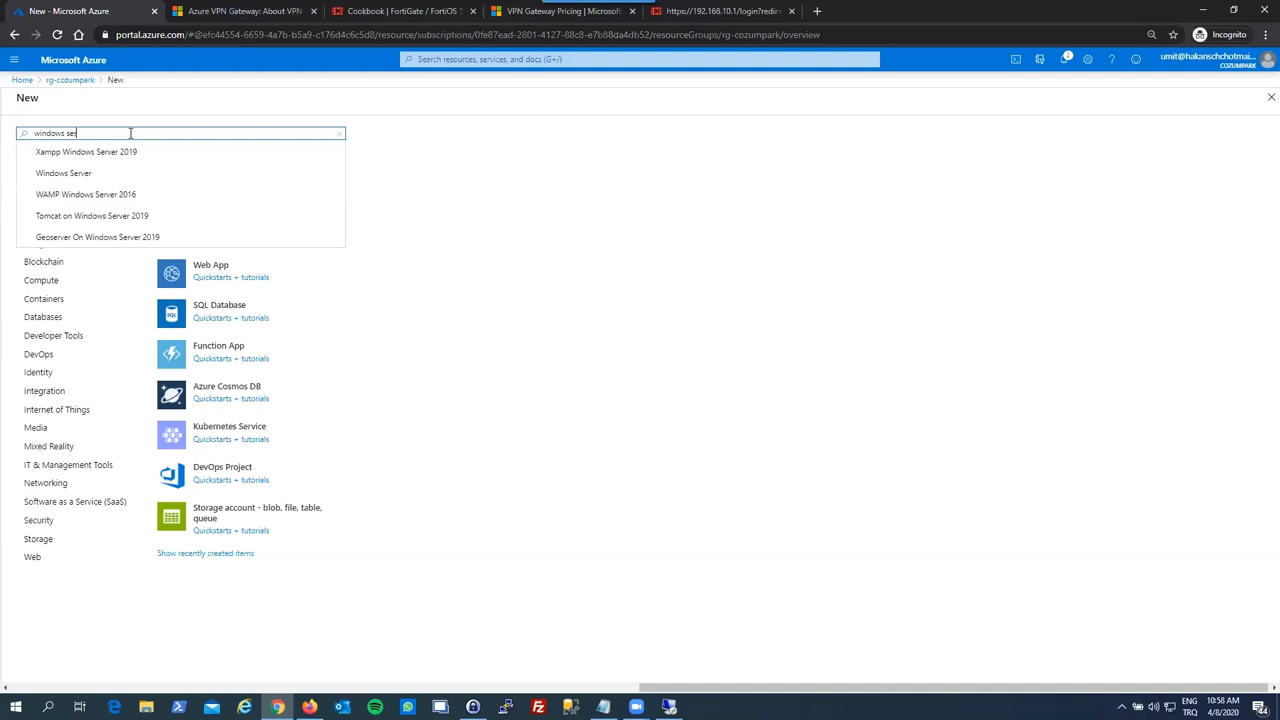 New - Microsoft Azure
Azure VPN Gateway: About VPN
Cookbook | FortiGate / FortiOS 5
VPN Gateway Pricing | Microsoft
https://192.168.10.1/login?redire
portal.azure.com/#@efc44554-6659-4a7b-b5a9-c176d4c6c5d8/resource/subscriptions/0fe87ead-2801-4127-88c8-e7b88da4db52/resourceGroups/rg-cozumpark/overview
Incognito
Microsoft Azure
Search resources, services, and docs (G+/)
2
umit@hakanschchotmai...
COZUMPARK
Home > rg-cozumpark > New
New
windows ser
Xampp Windows Server 2019
Windows Server
WAMP Windows Server 2016
Tomcat on Windows Server 2019
Geoserver On Windows Server 2019
Blockchain
Compute
Containers
Databases
Developer Tools
DevOps
Identity
Integration
Internet of Things
Media
Mixed Reality
IT & Management Tools
Networking
Software as a Service (SaaS)
Security
Storage
Web
Web App
Quickstarts + tutorials
SQL Database
Quickstarts + tutorials
Function App
Quickstarts + tutorials
Azure Cosmos DB
Quickstarts + tutorials
Kubernetes Service
Quickstarts + tutorials
DevOps Project
Quickstarts + tutorials
Storage account - blob, file, table,
queue
Quickstarts + tutorials
Show recently created items
ENG
TRQ
10:58 AM
4/8/2020